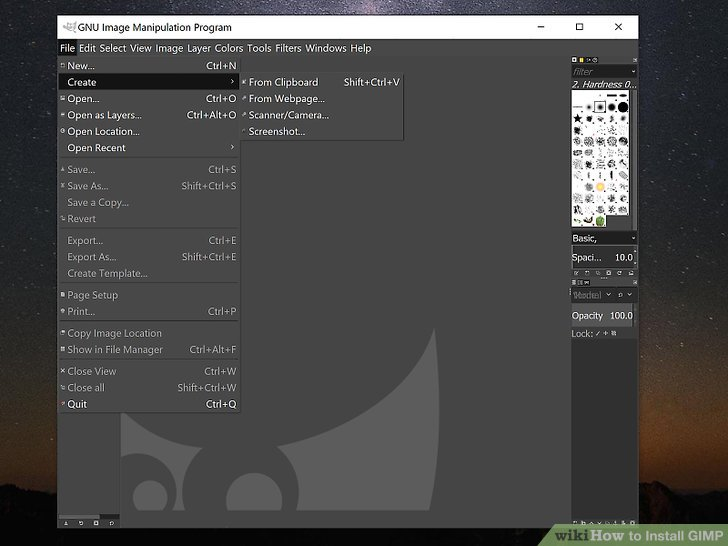 GNU Image Manipulation Program
File Edit Select View Image Layer Colors Tools Filters Windows Help
New... Ctrl+N
Create
From Clipboard Shift+Ctrl+V
Open... Ctrl+O
From Webpage...
Open as Layers... Ctrl+Alt+O
Scanner/Camera...
Open Location...
Screenshot...
Open Recent
Save... Ctrl+S
Save As... Shift+Ctrl+S
Save a Copy...
Revert
Export... Ctrl+E
Export As... Shift+Ctrl+E
Create Template...
Page Setup
Print... Ctrl+P
Copy Image Location
Show in File Manager Ctrl+Alt+F
Close View Ctrl+W
Close all Shift+Ctrl+W
Quit Ctrl+Q
filter
2. Hardness 0...
Basic,
Spaci... 10.0
Opacity 100.0
Lock:
wikiHow to Install GIMP